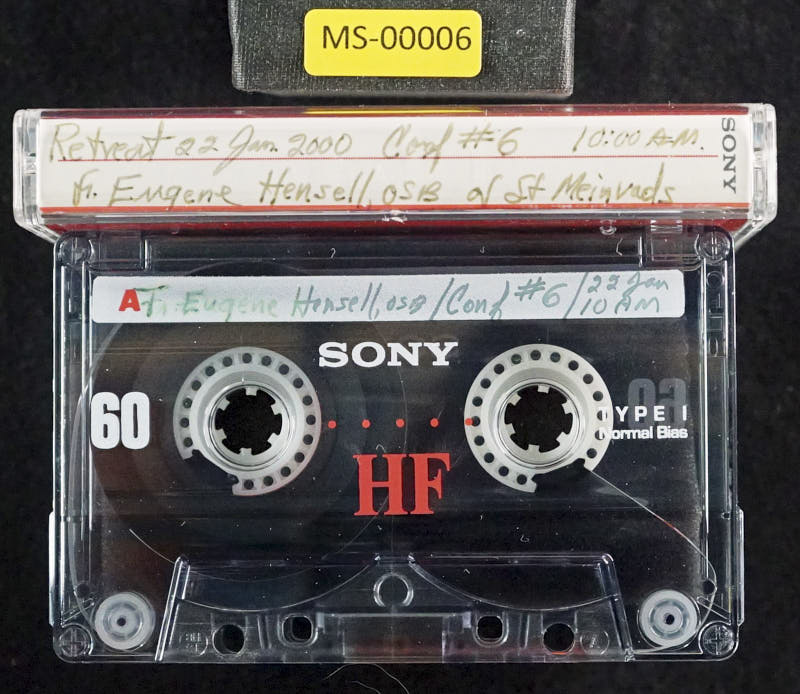 MS-00006
Retreat 22 Jan 2000 Conf #6 10:00 A.M.
SONY
Fr. Eugene Hensell, OSB of St Meinrads
A Fr. Eugene Hensell, OSB / Conf #6 / 22 Jan
10 AM
SONY
60
TYPE I
Normal Bias
HF